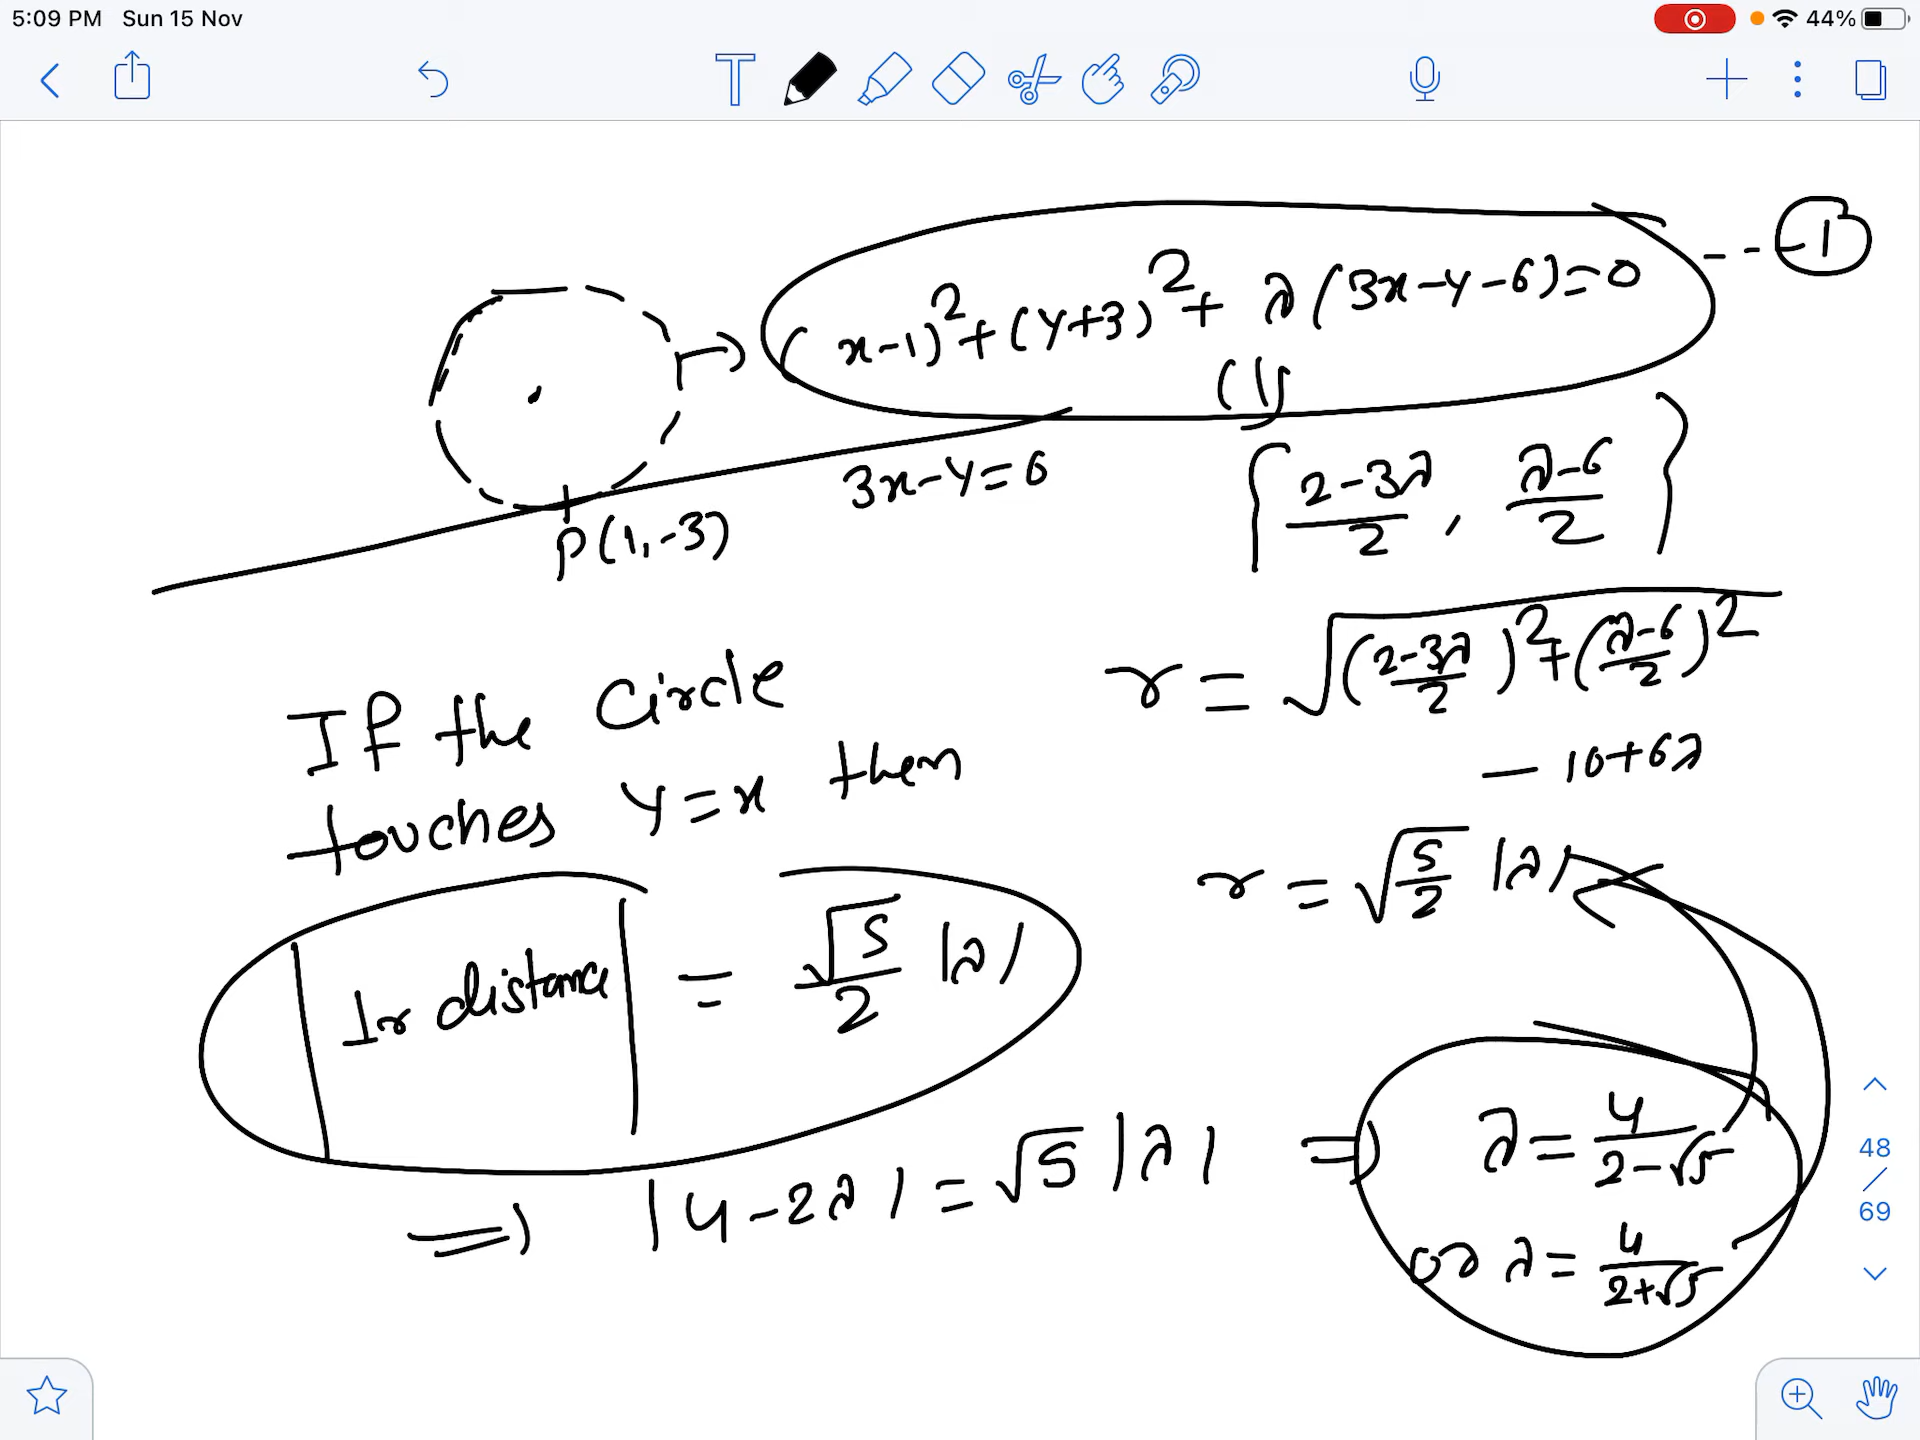 5:09 PM Sun 15 Nov
44%
(x-1)²+(y+3)²+ λ(3x-y-6)=0 ---①
(1)
3x-y=6
P(1,-3)
{ (2-3λ)/2 , (λ-6)/2 }
If the circle
touches y=x then
r = √((2-3λ)/2)²+((λ-6)/2)²
-10+6λ
r = √(5/2) |λ|
|⊥r distance| = √5/2 |λ|
⇒ |4-2λ| = √5 |λ| ⇒ λ= 4/(2-√5)
or λ= 4/(2+√5)
48
/
69